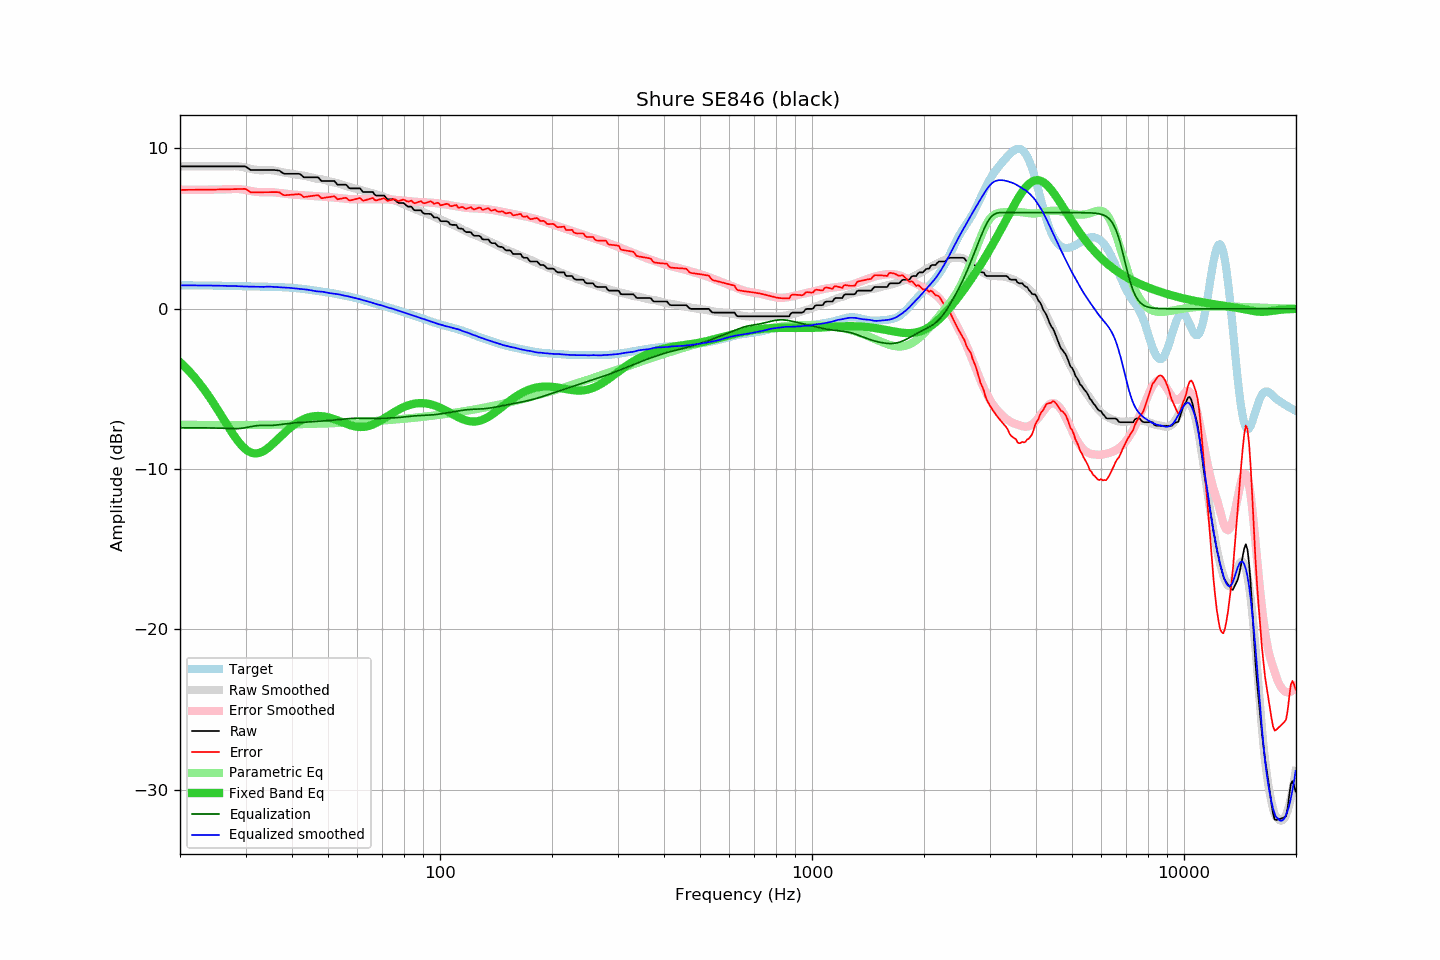 Shure SE846 (black)
Amplitude (dBr)
10
0
−10
−20
−30
Target
Raw Smoothed
Error Smoothed
Raw
Error
Parametric Eq
Fixed Band Eq
Equalization
Equalized smoothed
100
1000
10000
Frequency (Hz)